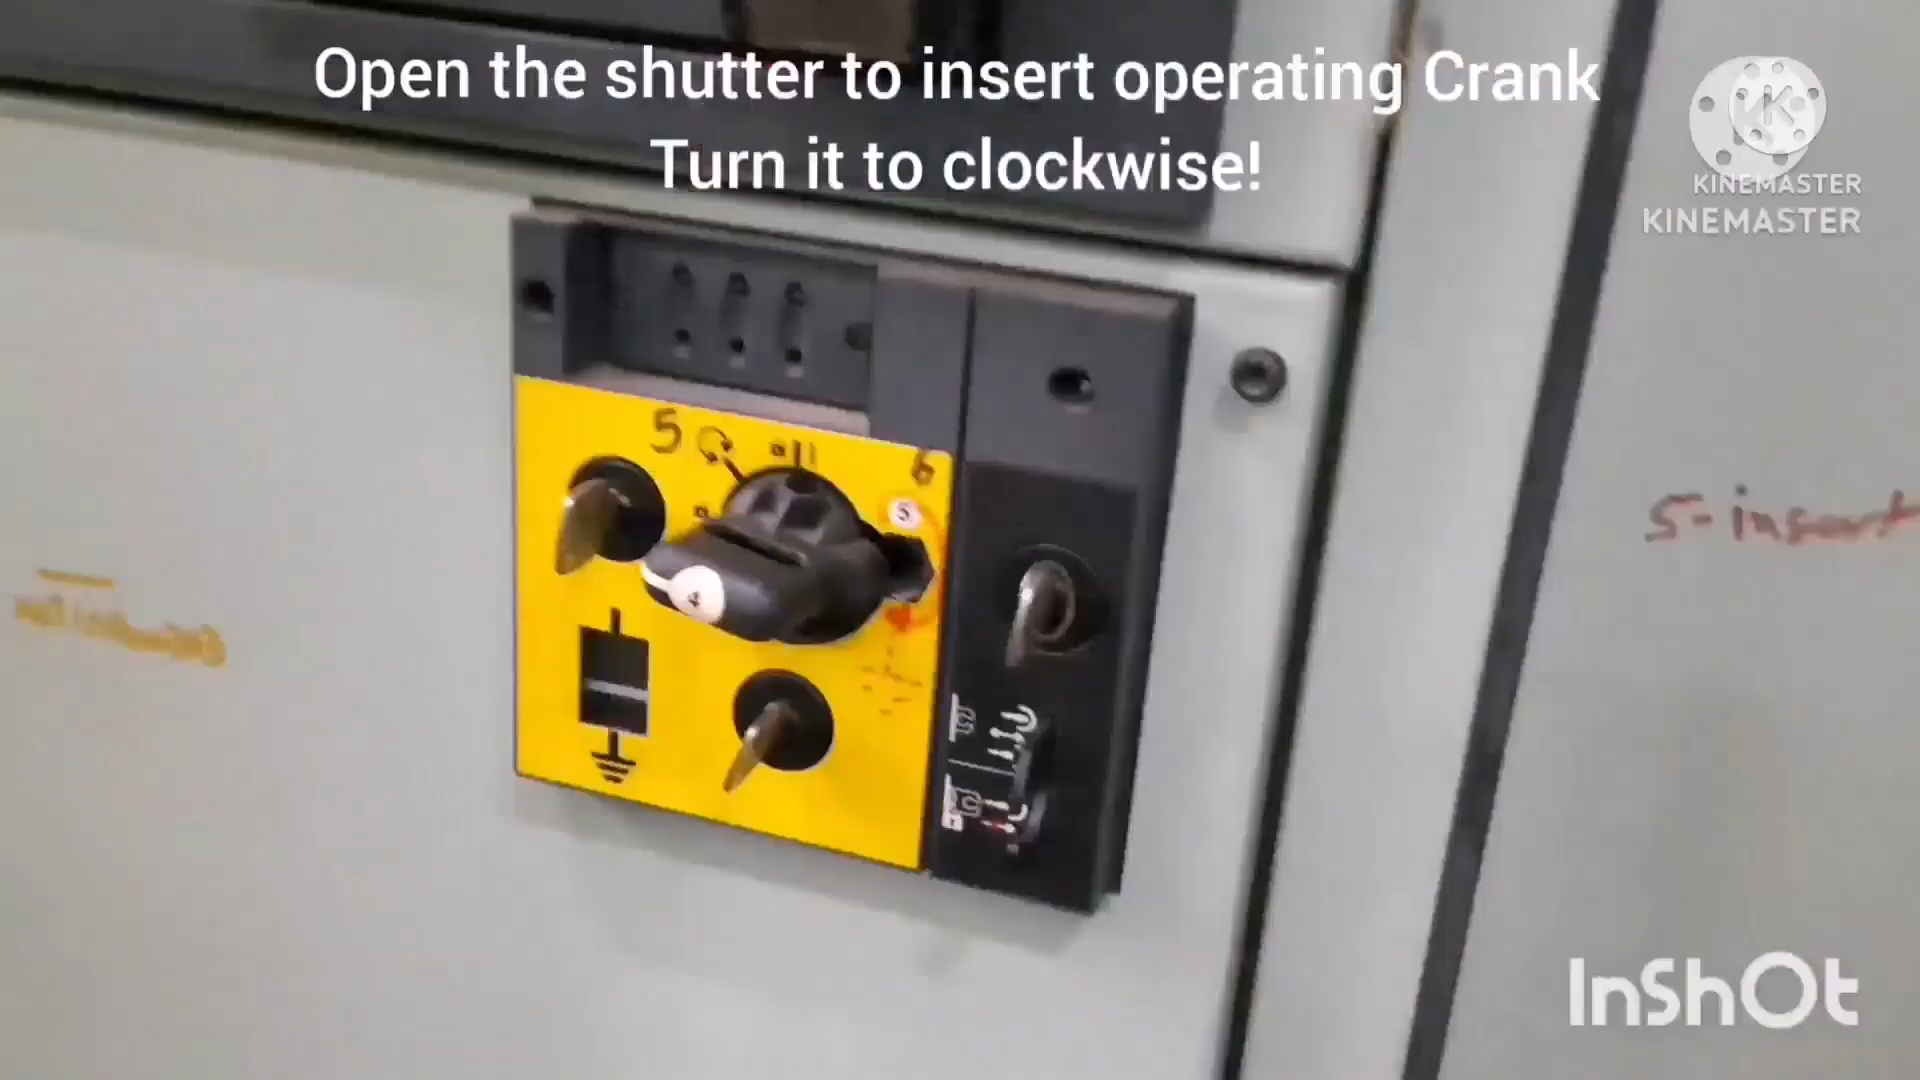 Open the shutter to insert operating Crank
Turn it to clockwise!
KINEMASTER
KINEMASTER
5
6
5
4
5-insert
InShOt